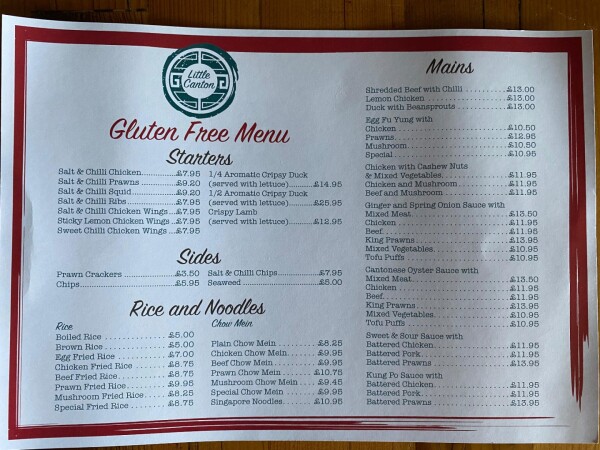 Little
Canton
Gluten Free Menu
Starters
Salt & Chilli Chicken............£7.95
Salt & Chilli Prawns ............£9.20
Salt & Chilli Squid...............£9.20
Salt & Chilli Ribs.................£7.95
Salt & Chilli Chicken Wings ..£7.95
Sticky Lemon Chicken Wings ..£7.95
Sweet Chilli Chicken Wings ...£7.95
1/4 Aromatic Cripsy Duck
(served with lettuce)............£14.95
1/2 Aromatic Cripsy Duck
...........................................£25.95
Crispy Lamb
(served with lettuce)............£12.95
Sides
Prawn Crackers ....................£3.50
Chips.....................................£5.95
Salt & Chilli Chips.................£7.95
Seaweed ................................£5.00
Rice and Noodles
Rice
Boiled Rice . . . . . . . . . . . . £5.00
Brown Rice . . . . . . . . . . . . £5.00
Egg Fried Rice . . . . . . . . . . £7.00
Chicken Fried Rice . . . . . . . £8.75
Beef Fried Rice . . . . . . . . . £8.75
Prawn Fried Rice . . . . . . . . £9.95
Mushroom Fried Rice . . . . . £8.25
Special Fried Rice . . . . . . . £8.75
Chow Mein
Plain Chow Mein . . . . . . . . £8.25
Chicken Chow Mein . . . . . . £9.95
Beef Chow Mein . . . . . . . . . £9.95
Prawn Chow Mein . . . . . . . £10.75
Mushroom Chow Mein . . . . £9.45
Special Chow Mein . . . . . . . £9.95
Singapore Noodles. . . . . . . £10.95
Mains
Shredded Beef with Chilli . . . . . . . . . .£13.00
Lemon Chicken . . . . . . . . . . . . . . . . . .£13.00
Duck with Beansprouts . . . . . . . . . . . .£13.00
Egg Fu Yung with
Chicken . . . . . . . . . . . . . . . . . . . . . .£10.50
Prawns. . . . . . . . . . . . . . . . . . . . . . .£12.95
Mushroom . . . . . . . . . . . . . . . . . . . .£10.50
Special . . . . . . . . . . . . . . . . . . . . . . .£10.95
Chicken with Cashew Nuts
& Mixed Vegetables. . . . . . . . . . . . . . .£11.95
Chicken and Mushroom . . . . . . . . . . . .£11.95
Beef and Mushroom . . . . . . . . . . . . . . .£11.95
Ginger and Spring Onion Sauce with
Mixed Meat. . . . . . . . . . . . . . . . . . . . .£13.50
Chicken . . . . . . . . . . . . . . . . . . . . . . .£11.95
Beef. . . . . . . . . . . . . . . . . . . . . . . . . .£11.95
King Prawns . . . . . . . . . . . . . . . . . . . .£13.95
Mixed Vegetables. . . . . . . . . . . . . . . . .£10.95
Tofu Puffs . . . . . . . . . . . . . . . . . . . . . .£10.95
Cantonese Oyster Sauce with
Mixed Meat. . . . . . . . . . . . . . . . . . . . .£13.50
Chicken . . . . . . . . . . . . . . . . . . . . . . .£11.95
Beef. . . . . . . . . . . . . . . . . . . . . . . . . .£11.95
King Prawns . . . . . . . . . . . . . . . . . . . .£13.95
Mixed Vegetables. . . . . . . . . . . . . . . . .£10.95
Tofu Puffs . . . . . . . . . . . . . . . . . . . . . .£10.95
Sweet & Sour Sauce with
Battered Chicken. . . . . . . . . . . . . . . . .£11.95
Battered Pork. . . . . . . . . . . . . . . . . . . .£11.95
Battered Prawns . . . . . . . . . . . . . . . . .£13.95
Kung Po Sauce with
Battered Chicken. . . . . . . . . . . . . . . . .£11.95
Battered Pork. . . . . . . . . . . . . . . . . . . .£11.95
Battered Prawns . . . . . . . . . . . . . . . . .£13.95